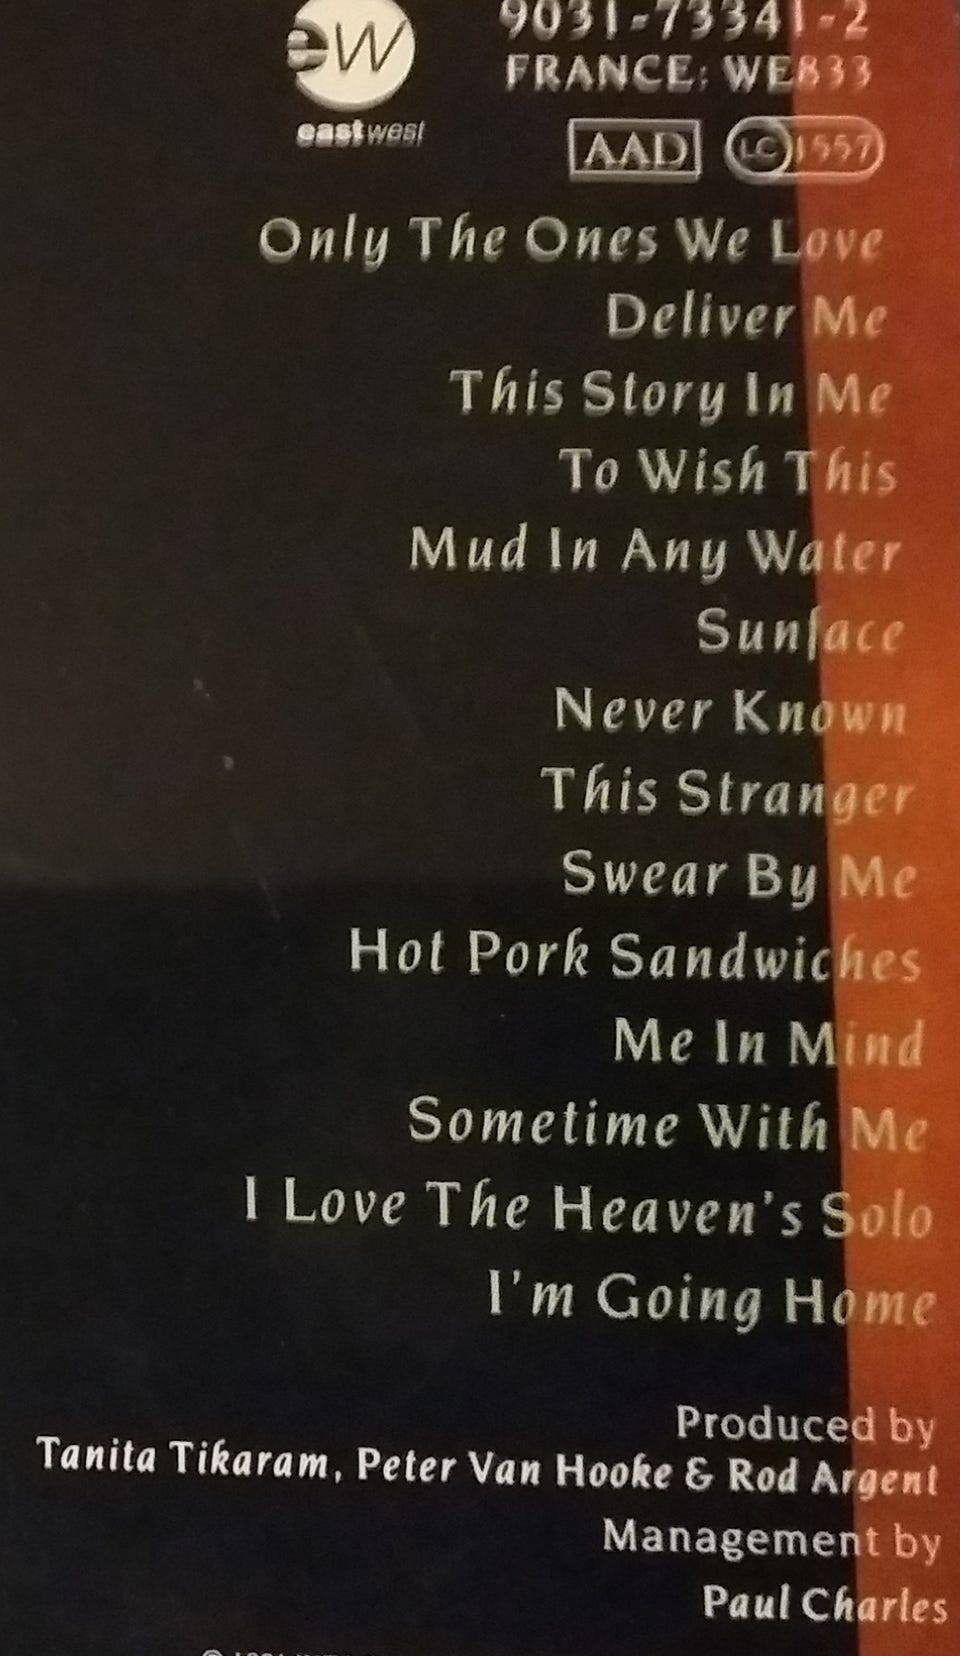 eW
9031-73341-2
eastwest
FRANCE: WE833
AAD LC 1557
Only The Ones We Love
Deliver Me
This Story In Me
To Wish This
Mud In Any Water
Sunface
Never Known
This Stranger
Swear By Me
Hot Pork Sandwiches
Me In Mind
Sometime With Me
I Love The Heaven's Solo
I'm Going Home
Produced by
Tanita Tikaram, Peter Van Hooke & Rod Argent
Management by
Paul Charles